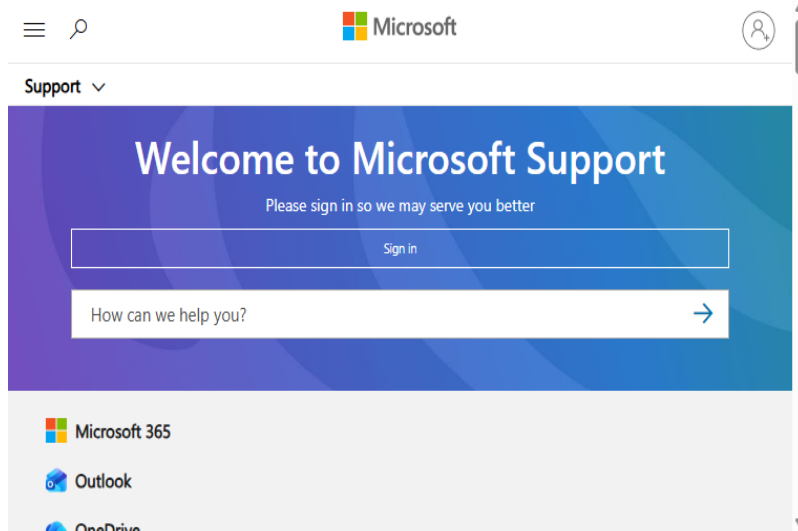 Microsoft
Support
Welcome to Microsoft Support
Please sign in so we may serve you better
Sign in
How can we help you?
Microsoft 365
Outlook
OneDrive